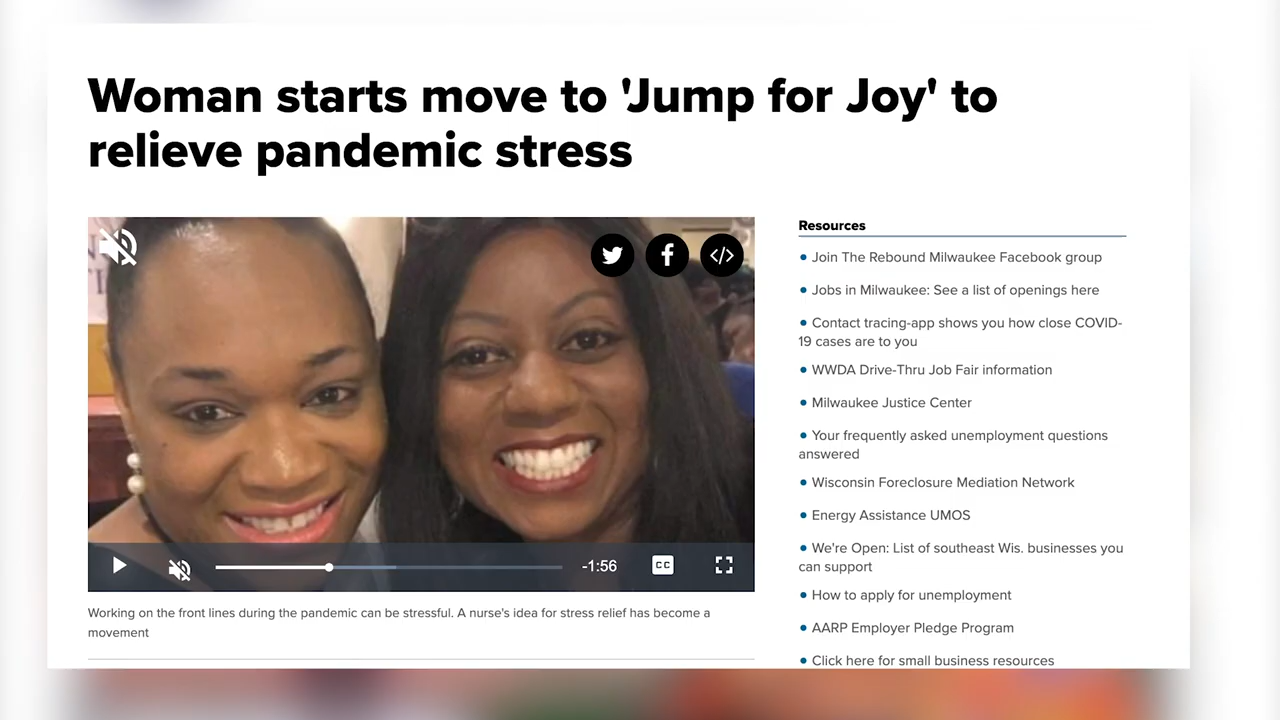 Woman starts move to 'Jump for Joy' to
relieve pandemic stress
-1:56
CC
Working on the front lines during the pandemic can be stressful. A nurse's idea for stress relief has become a
movement
Resources
Join The Rebound Milwaukee Facebook group
Jobs in Milwaukee: See a list of openings here
Contact tracing-app shows you how close COVID-
19 cases are to you
WWDA Drive-Thru Job Fair information
Milwaukee Justice Center
Your frequently asked unemployment questions
answered
Wisconsin Foreclosure Mediation Network
Energy Assistance UMOS
We're Open: List of southeast Wis. businesses you
can support
How to apply for unemployment
AARP Employer Pledge Program
Click here for small business resources